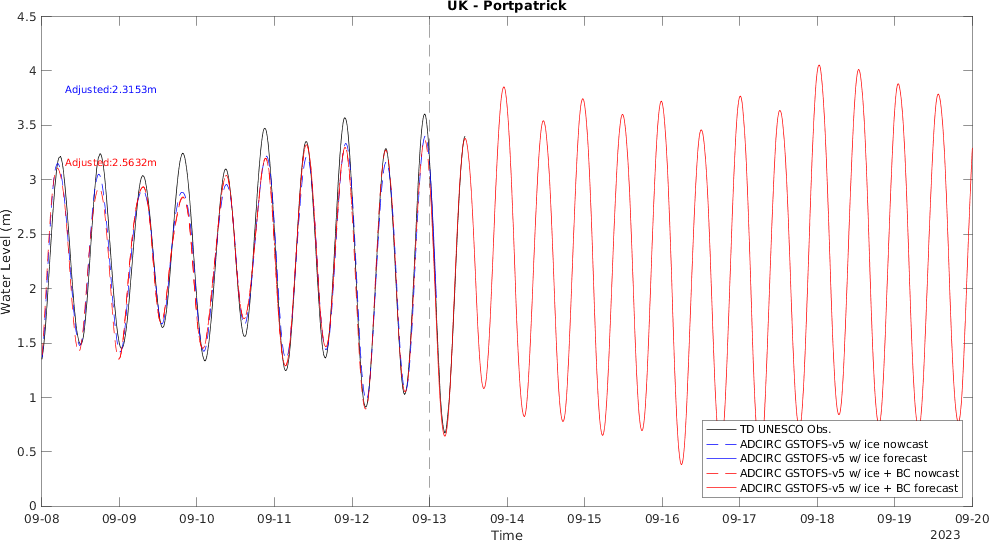 UK - Portpatrick
4.5
4
3.5
3
2.5
2
1.5
1
0.5
0
Water Level (m)
Adjusted:2.3153m
Adjusted:2.5632m
TD UNESCO Obs.
ADCIRC GSTOFS-v5 w/ ice nowcast
ADCIRC GSTOFS-v5 w/ ice forecast
ADCIRC GSTOFS-v5 w/ ice + BC nowcast
ADCIRC GSTOFS-v5 w/ ice + BC forecast
09-08 09-09 09-10 09-11 09-12 09-13 09-14 09-15 09-16 09-17 09-18 09-19 09-20
Time
2023